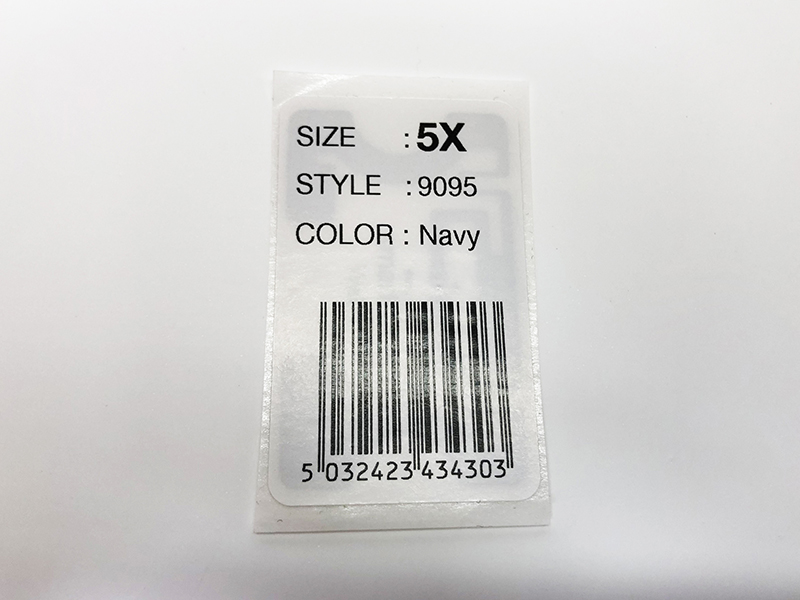 SIZE : 5X
STYLE : 9095
COLOR : Navy
5 032423 434303